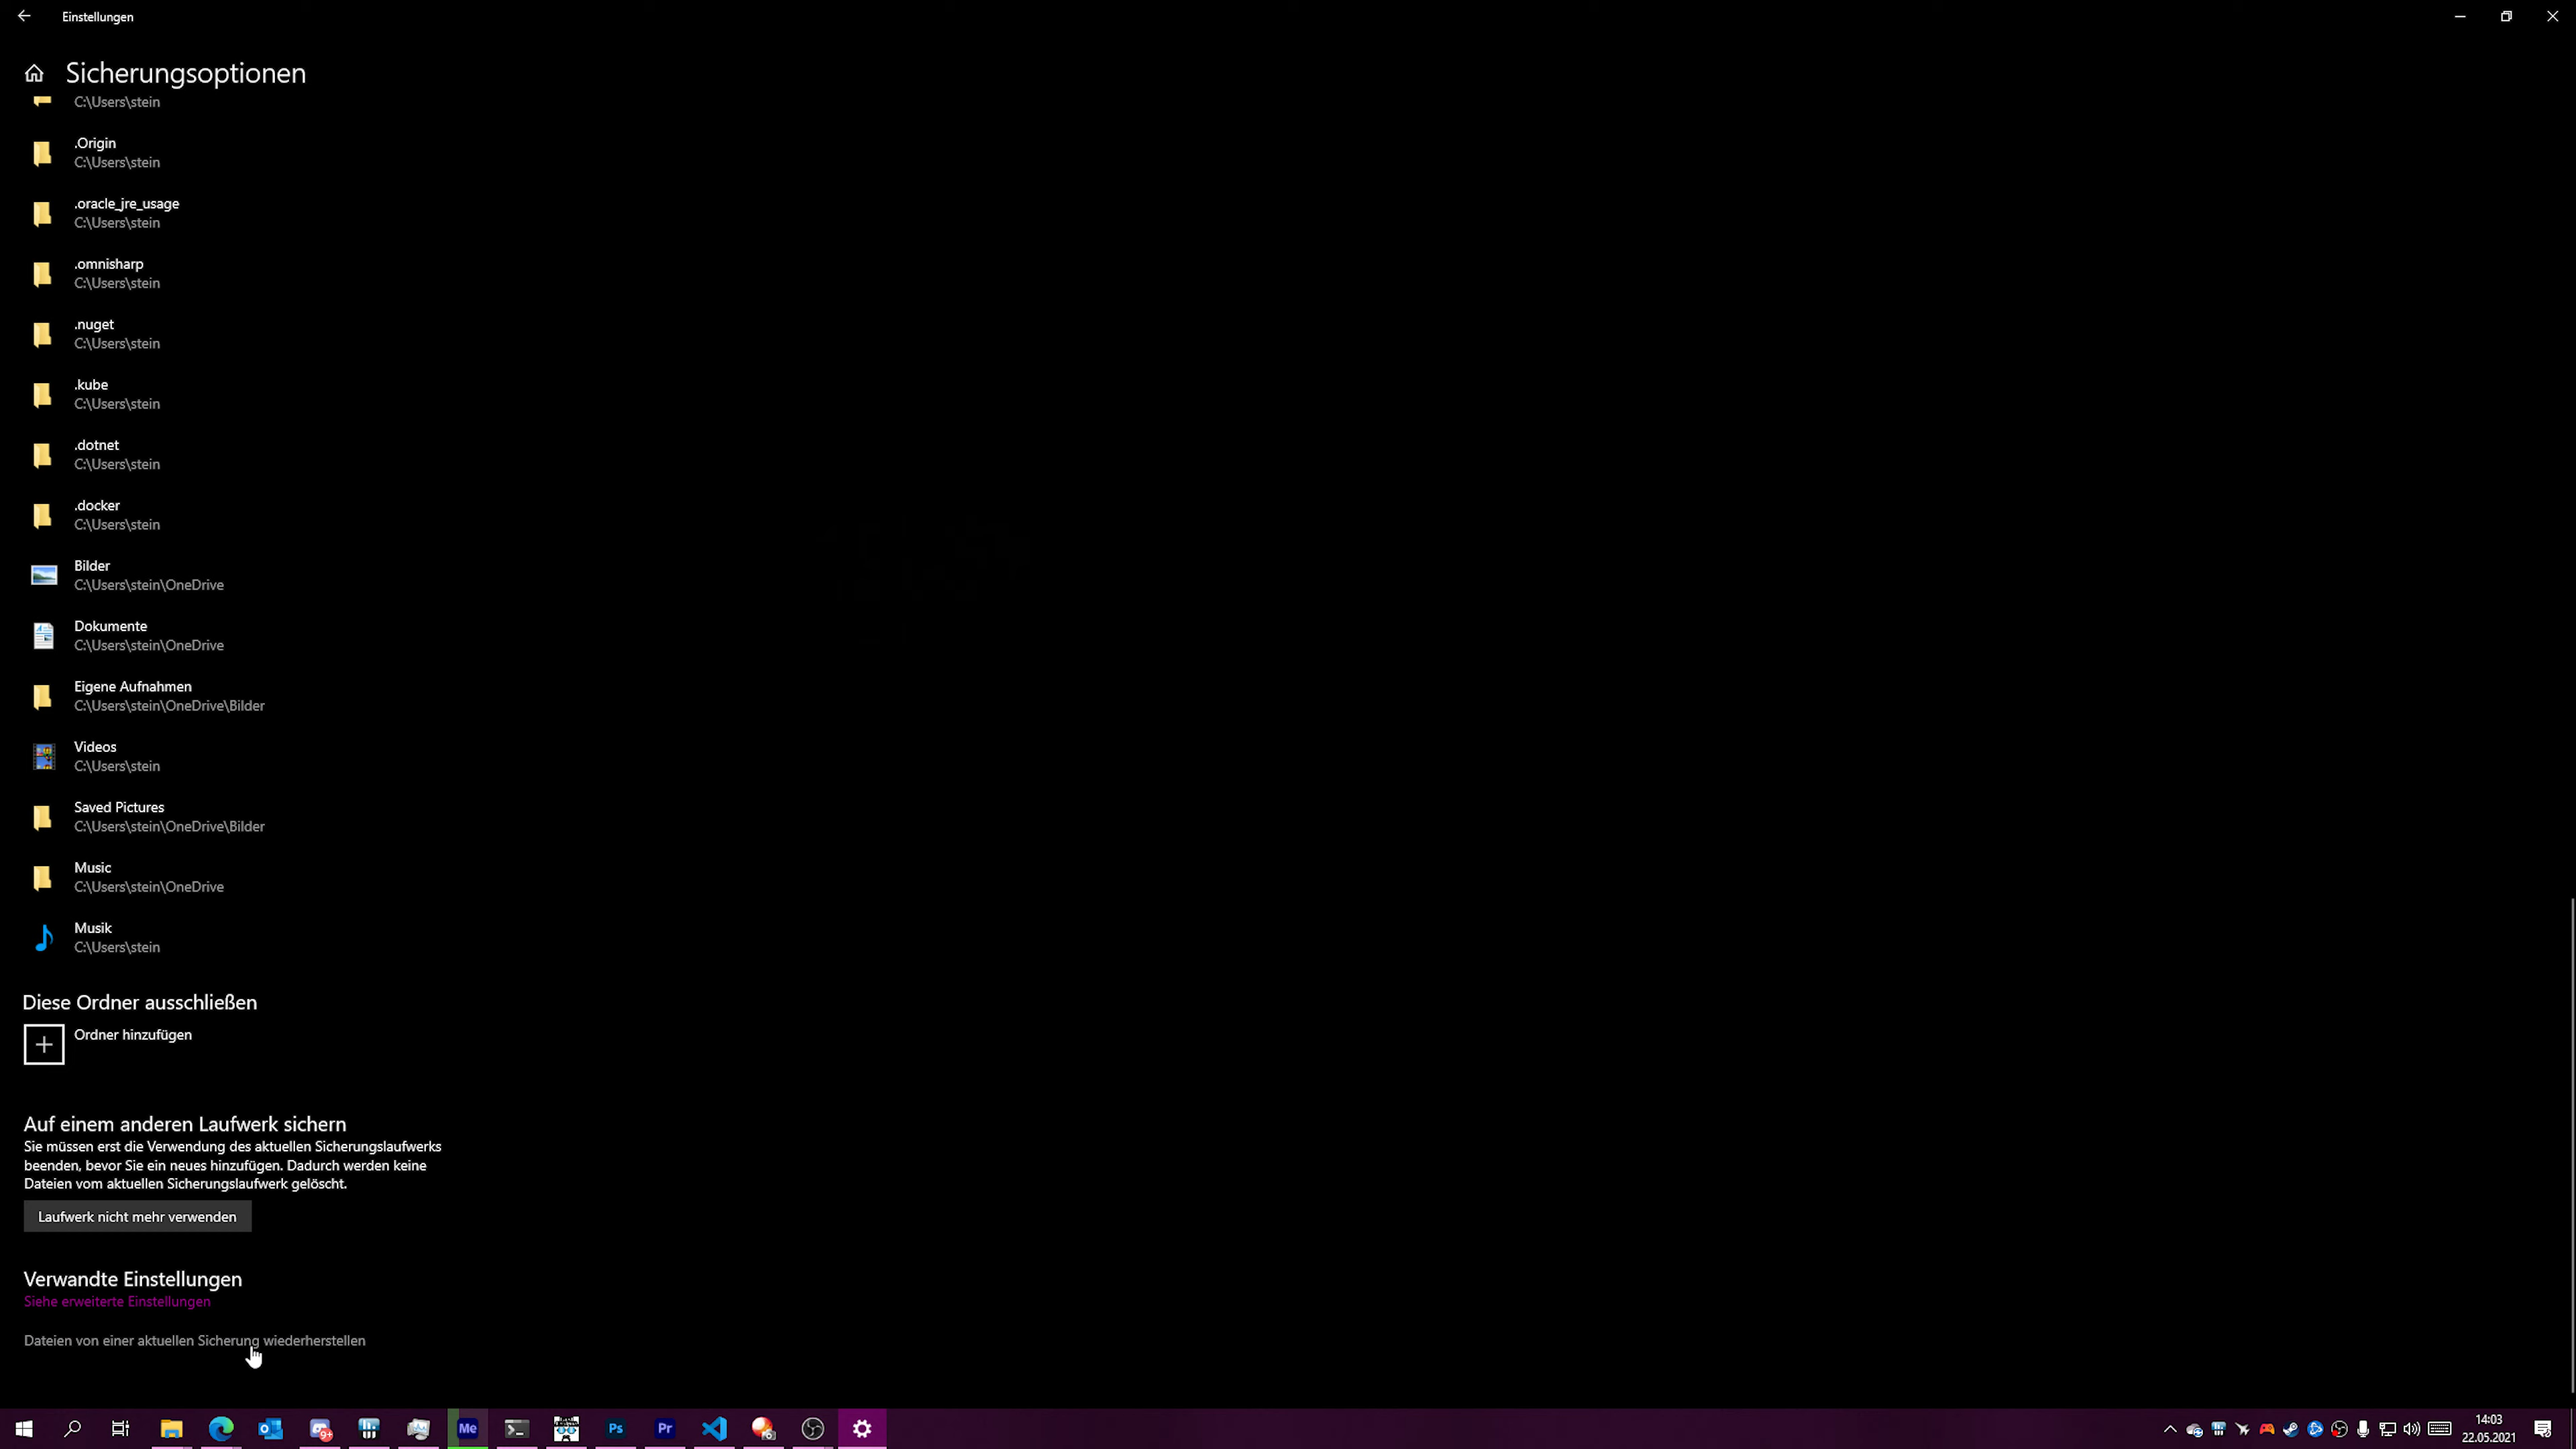 Einstellungen
Sicherungsoptionen
C:\Users\stein
.Origin
C:\Users\stein
.oracle_jre_usage
C:\Users\stein
.omnisharp
C:\Users\stein
.nuget
C:\Users\stein
.kube
C:\Users\stein
.dotnet
C:\Users\stein
.docker
C:\Users\stein
Bilder
C:\Users\stein\OneDrive
Dokumente
C:\Users\stein\OneDrive
Eigene Aufnahmen
C:\Users\stein\OneDrive\Bilder
Videos
C:\Users\stein
Saved Pictures
C:\Users\stein\OneDrive\Bilder
Music
C:\Users\stein\OneDrive
Musik
C:\Users\stein
Diese Ordner ausschließen
Ordner hinzufügen
Auf einem anderen Laufwerk sichern
Sie müssen erst die Verwendung des aktuellen Sicherungslaufwerks
beenden, bevor Sie ein neues hinzufügen. Dadurch werden keine
Dateien vom aktuellen Sicherungslaufwerk gelöscht.
Laufwerk nicht mehr verwenden
Verwandte Einstellungen
Siehe erweiterte Einstellungen
Dateien von einer aktuellen Sicherung wiederherstellen
9+
Me
Ps
Pr
14:03
22.05.2021